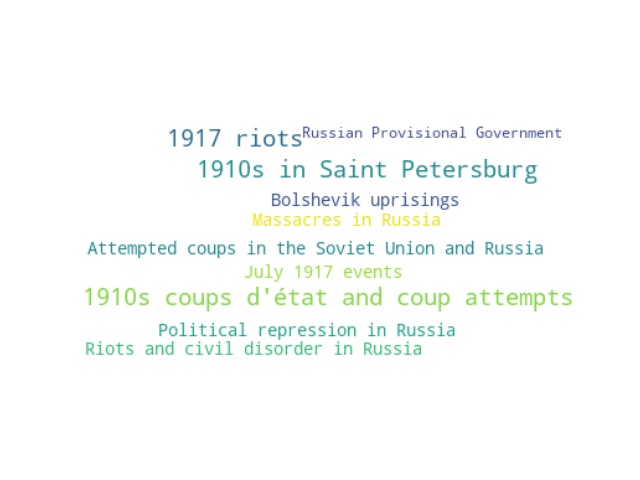 1917 riots
Russian Provisional Government
1910s in Saint Petersburg
Bolshevik uprisings
Massacres in Russia
Attempted coups in the Soviet Union and Russia
July 1917 events
1910s coups d'état and coup attempts
Political repression in Russia
Riots and civil disorder in Russia